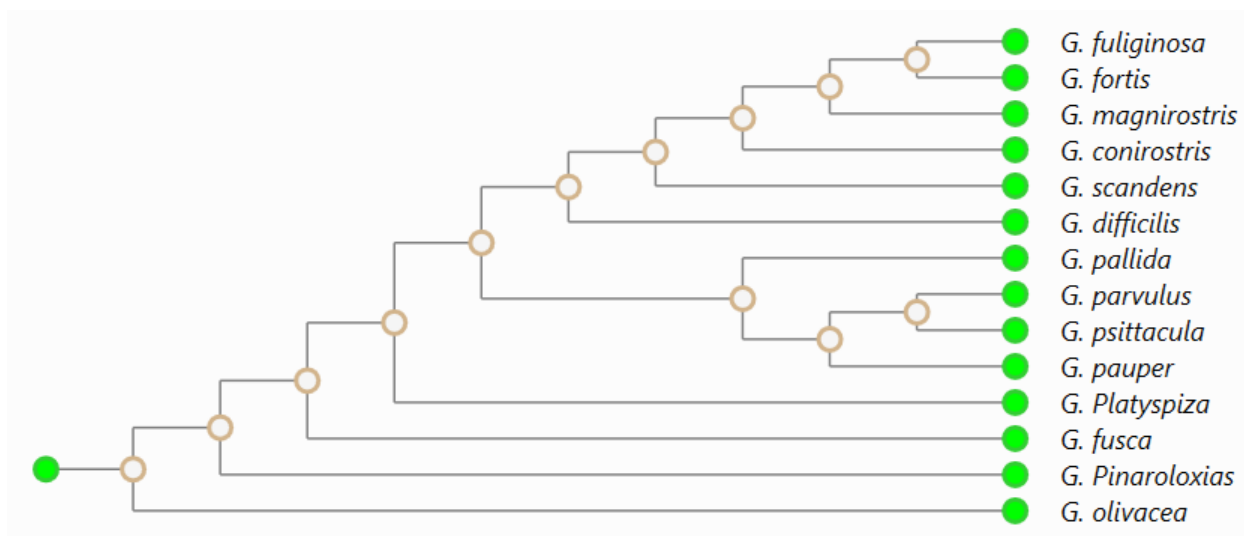 G. fuliginosa
G. fortis
G. magnirostris
G. conirostris
G. scandens
G. difficilis
G. pallida
G. parvulus
G. psittacula
G. pauper
G. Platyspiza
G. fusca
G. Pinaroloxias
G. olivacea